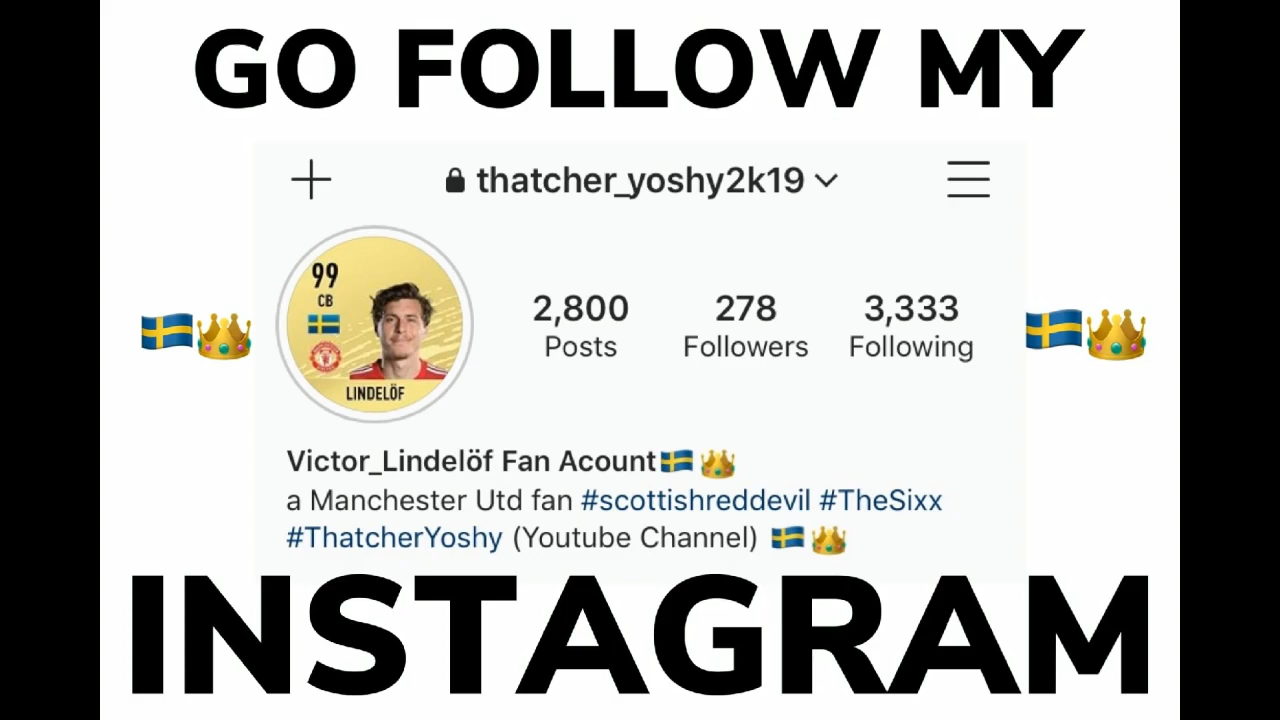 GO FOLLOW MY
thatcher_yoshy2k19
99
CB
LINDELÖF
2,800 278 3,333
Posts Followers Following
🇸🇪👑 🇸🇪👑
Victor_Lindelöf Fan Acount🇸🇪👑
a Manchester Utd fan #scottishreddevil #TheSixx
#ThatcherYoshy (Youtube Channel) 🇸🇪👑
INSTAGRAM